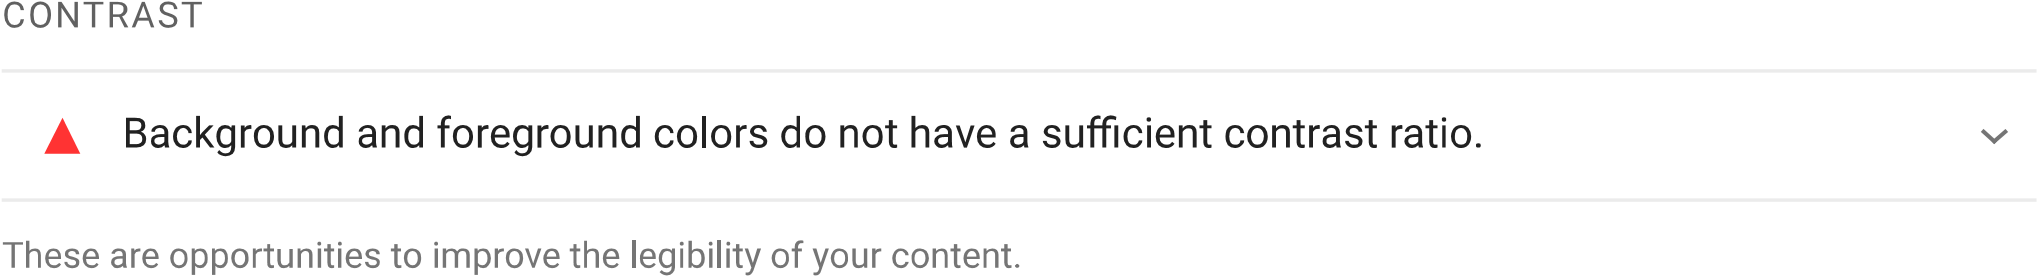 CONTRAST
Background and foreground colors do not have a sufficient contrast ratio.
These are opportunities to improve the legibility of your content.